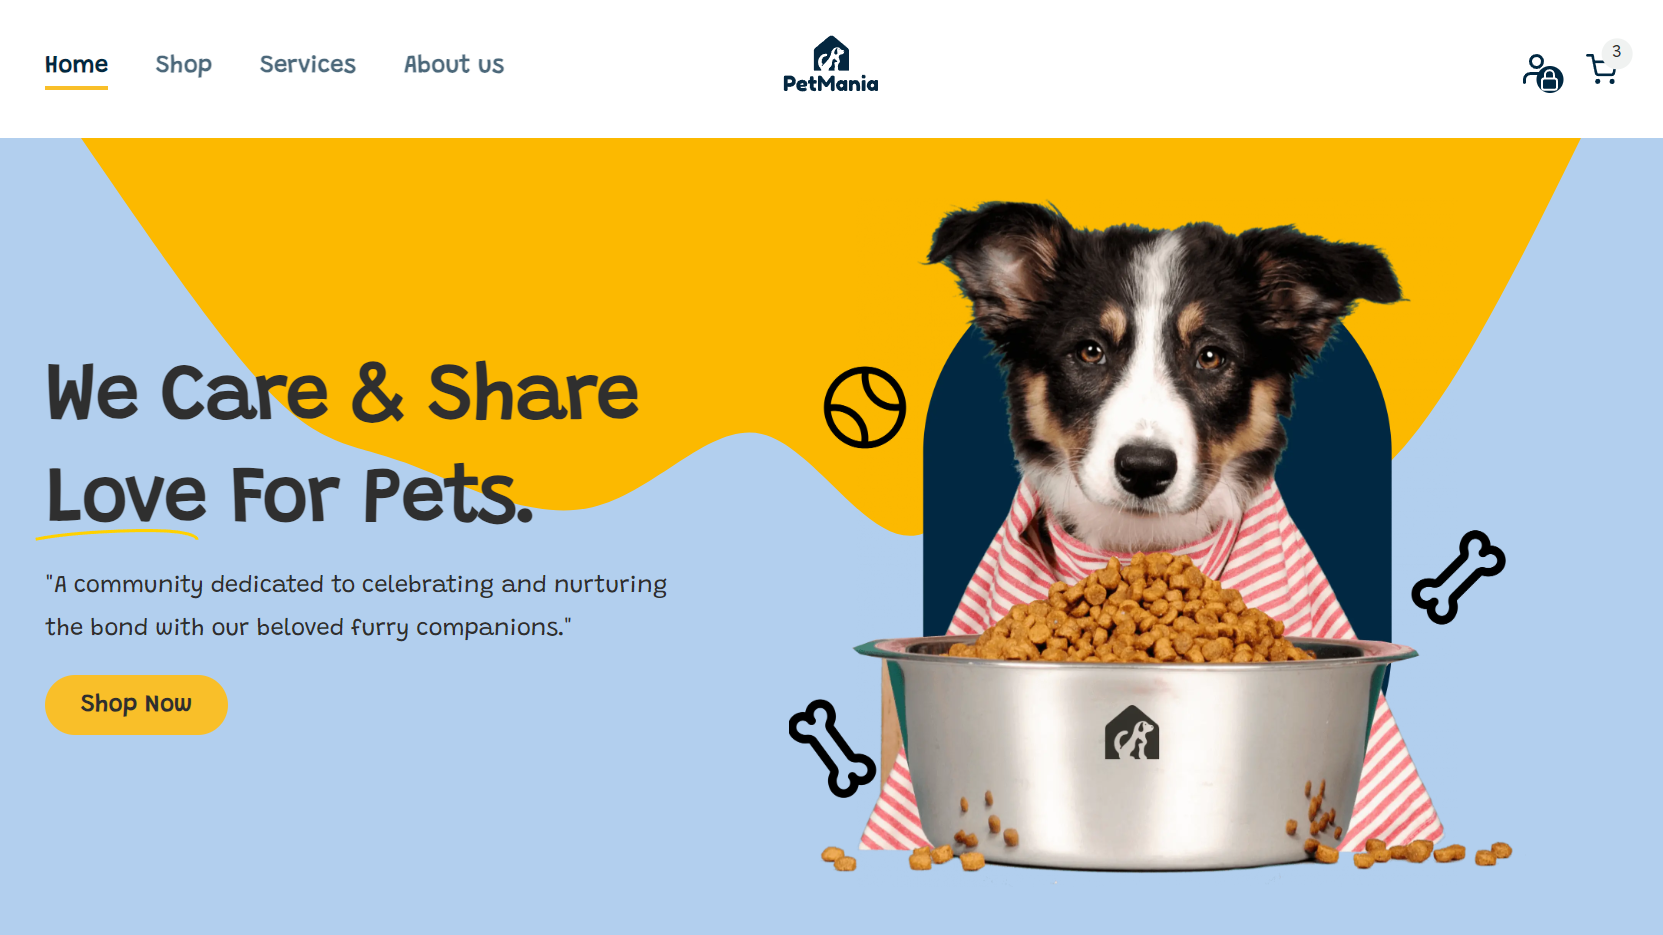 Home
Shop
Services
About us
PetMania
3
We Care & Share
Love For Pets.
"A community dedicated to celebrating and nurturing
the bond with our beloved furry companions."
Shop Now